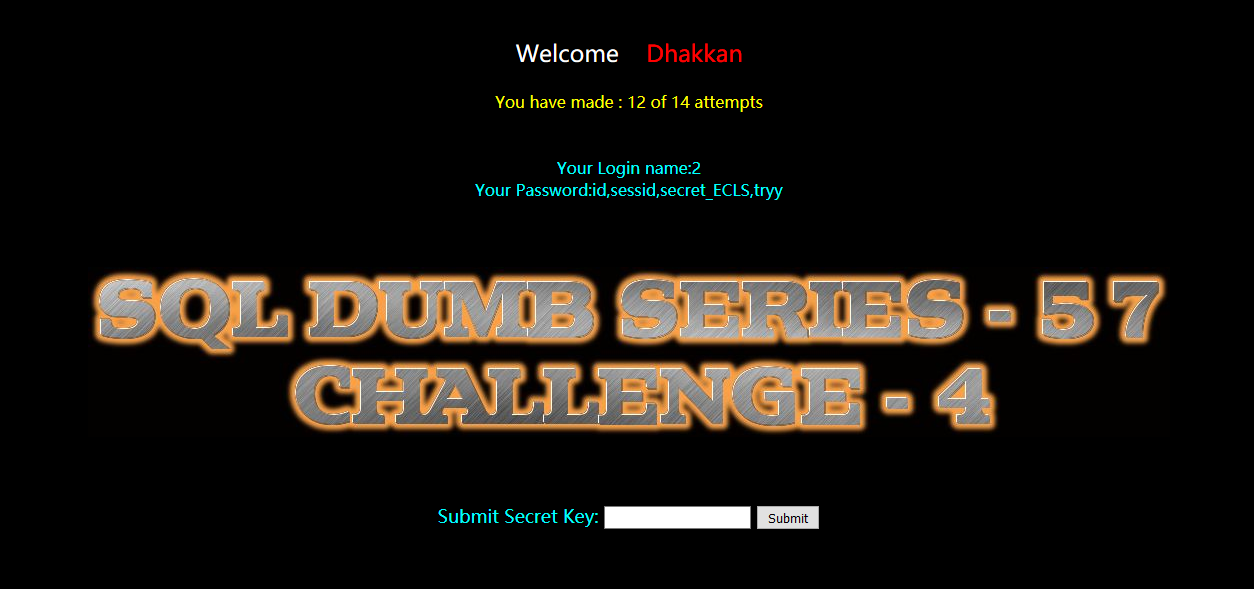 Welcome    Dhakkan
You have made : 12 of 14 attempts
Your Login name:2
Your Password:id,sessid,secret_ECLS,tryy
SQL DUMB SERIES - 57
CHALLENGE - 4
Submit Secret Key: Submit